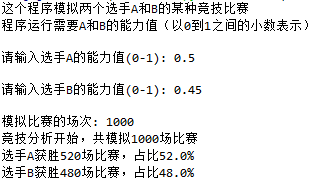 这个程序模拟两个选手A和B的某种竞技比赛
程序运行需要A和B的能力值（以0到1之间的小数表示）
请输入选手A的能力值(0-1): 0.5
请输入选手B的能力值(0-1): 0.45
模拟比赛的场次: 1000
竞技分析开始，共模拟1000场比赛
选手A获胜520场比赛，占比52.0%
选手B获胜480场比赛，占比48.0%